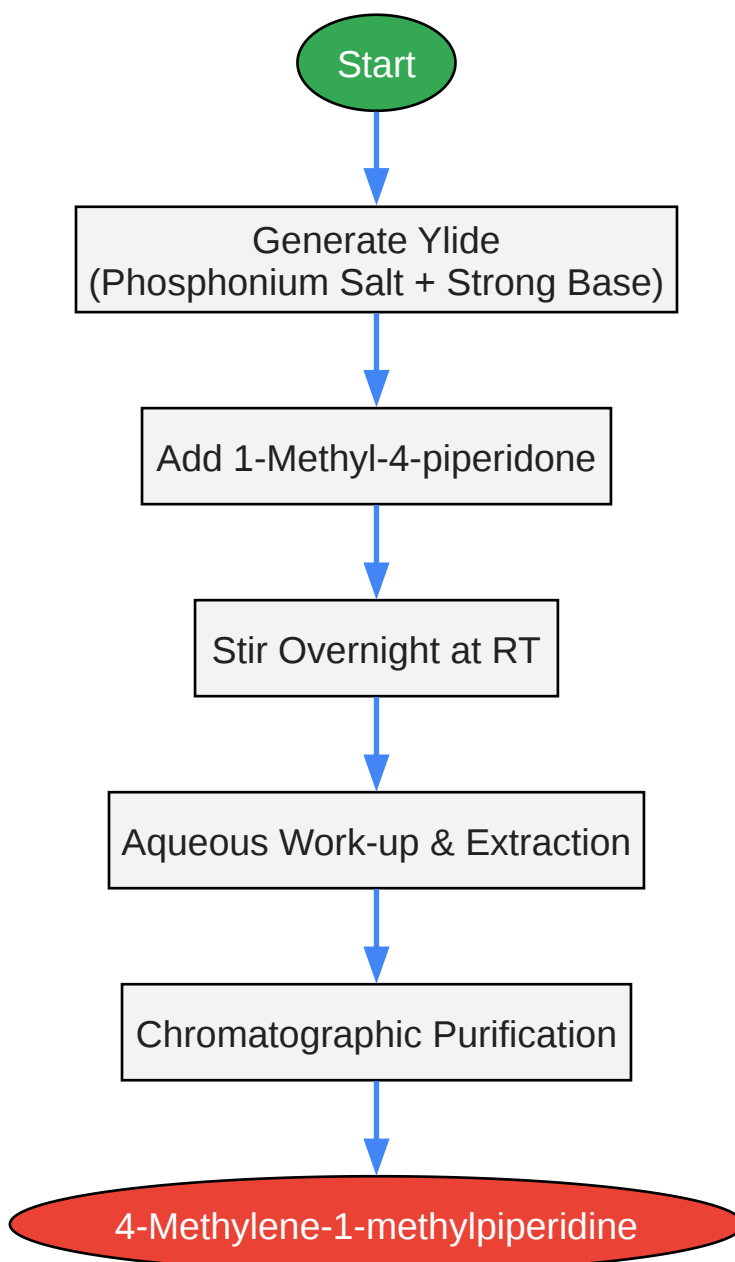 Start
Generate Ylide
(Phosphonium Salt + Strong Base)
Add 1-Methyl-4-piperidone
Stir Overnight at RT
Aqueous Work-up & Extraction
Chromatographic Purification
4-Methylene-1-methylpiperidine